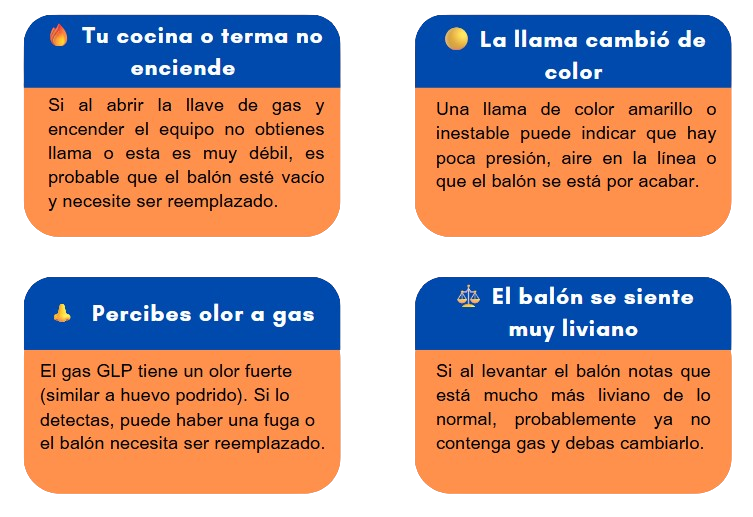 🔥 Tu cocina o terma no
enciende
Si al abrir la llave de gas y
encender el equipo no obtienes
llama o esta es muy débil, es
probable que el balón esté vacío
y necesite ser reemplazado.
🟡 La llama cambió de
color
Una llama de color amarillo o
inestable puede indicar que hay
poca presión, aire en la línea o
que el balón se está por acabar.
👃 Percibes olor a gas
El gas GLP tiene un olor fuerte
(similar a huevo podrido). Si lo
detectas, puede haber una fuga o
el balón necesita ser reemplazado.
⚖️ El balón se siente
muy liviano
Si al levantar el balón notas que
está mucho más liviano de lo
normal, probablemente ya no
contenga gas y debas cambiarlo.